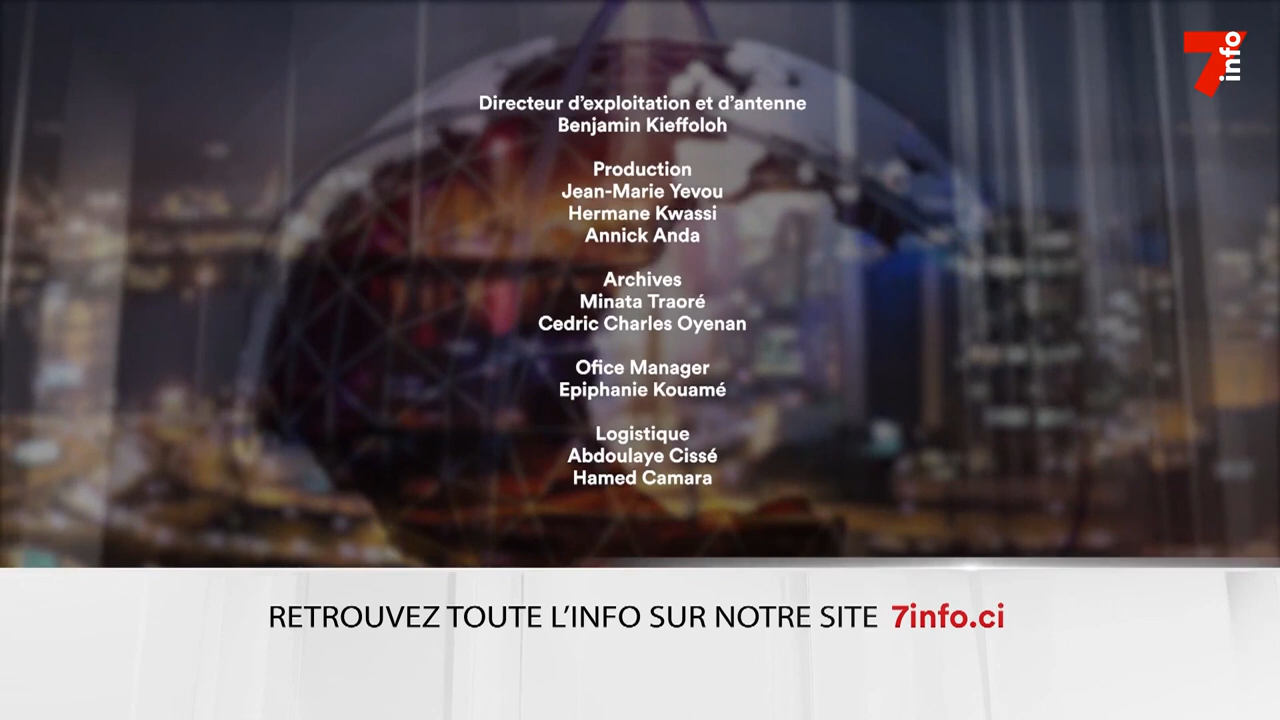 7info
Directeur d’exploitation et d’antenne
Benjamin Kieffoloh
Production
Jean-Marie Yevou
Hermane Kwassi
Annick Anda
Archives
Minata Traoré
Cedric Charles Oyenan
Ofice Manager
Epiphanie Kouamé
Logistique
Abdoulaye Cissé
Hamed Camara
RETROUVEZ TOUTE L’INFO SUR NOTRE SITE 7info.ci